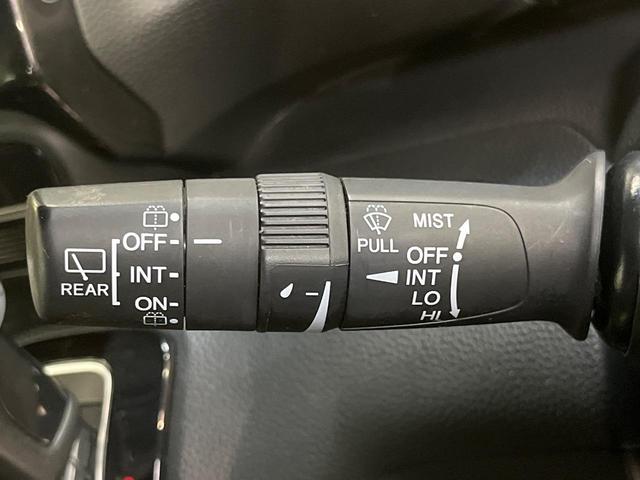 OFF
INT
ON
REAR
PULL
MIST
OFF
INT
LO
HI